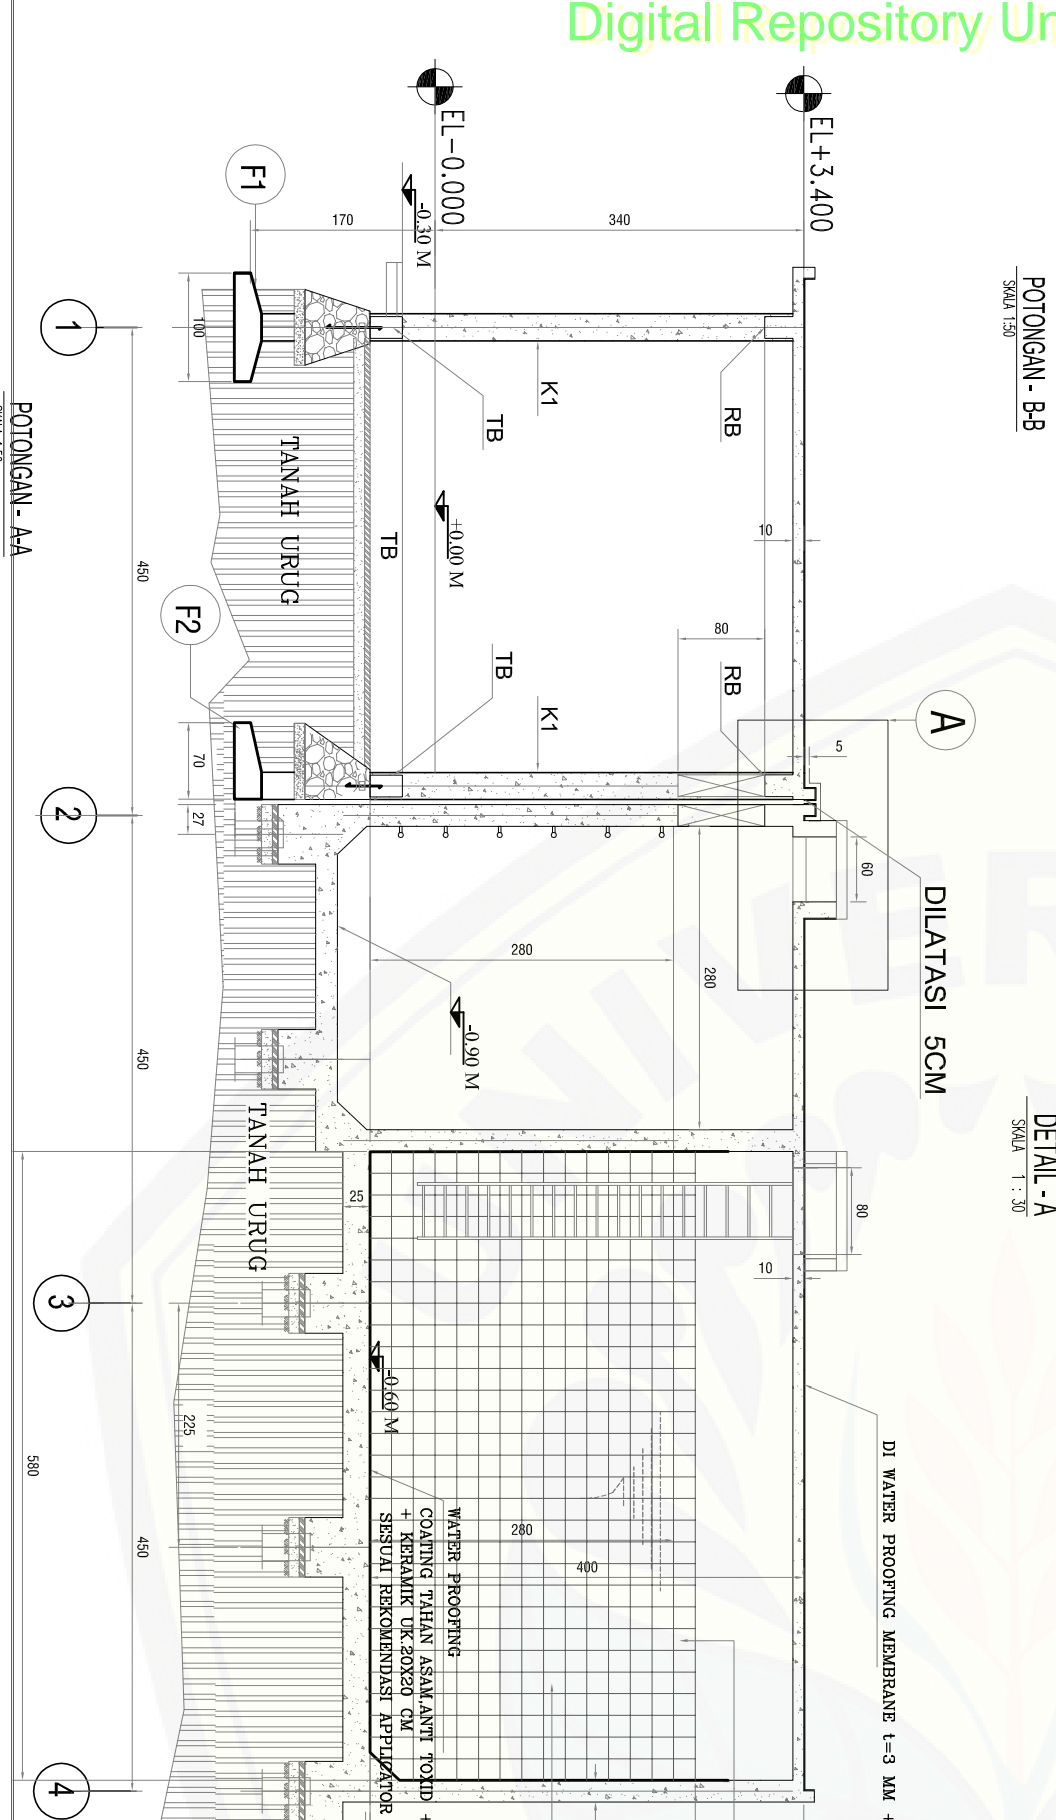 Digital Repository Un
POTONGAN - B-B
SKALA 1:50
DETAIL - A
SKALA 1 : 30
EL+3.400
EL-0.000
-0.30 M
340
170
F1
100
1
K1
TB
RB
10
TANAH URUG
TB
+0.00 M
450
F2
70
27
2
TB
K1
RB
80
A
5
60
DILATASI 5CM
280
280
-0.90 M
450
TANAH URUG
25
80
10
3
-0.60 M
225
580
450
280
400
WATER PROOFING
COATING TAHAN ASAM,ANTI TOXID +
+ KERAMIK UK.20X20 CM
SESUAI REKOMENDASI APPLICATOR
DI WATER PROOFING MEMBRANE t=3 MM +
4
POTONGAN - A-A
UNIVER